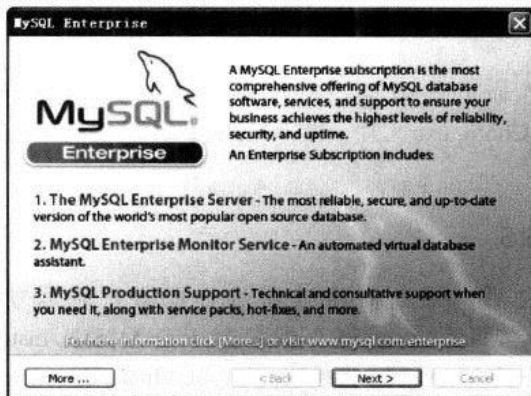 MySQL Enterprise
MySQL
Enterprise
A MySQL Enterprise subscription is the most
comprehensive offering of MySQL database
software, services, and support to ensure your
business achieves the highest levels of reliability,
security, and uptime.
An Enterprise Subscription Includes:
1. The MySQL Enterprise Server - The most reliable, secure, and up-to-date
version of the world's most popular open source database.
2. MySQL Enterprise Monitor Service - An automated virtual database
assistant.
3. MySQL Production Support - Technical and consultative support when
you need it, along with service packs, hot-fixes, and more.
For more information click [More...] or visit www.mysql.com/enterprise
More ...
< Back
Next >
Cancel